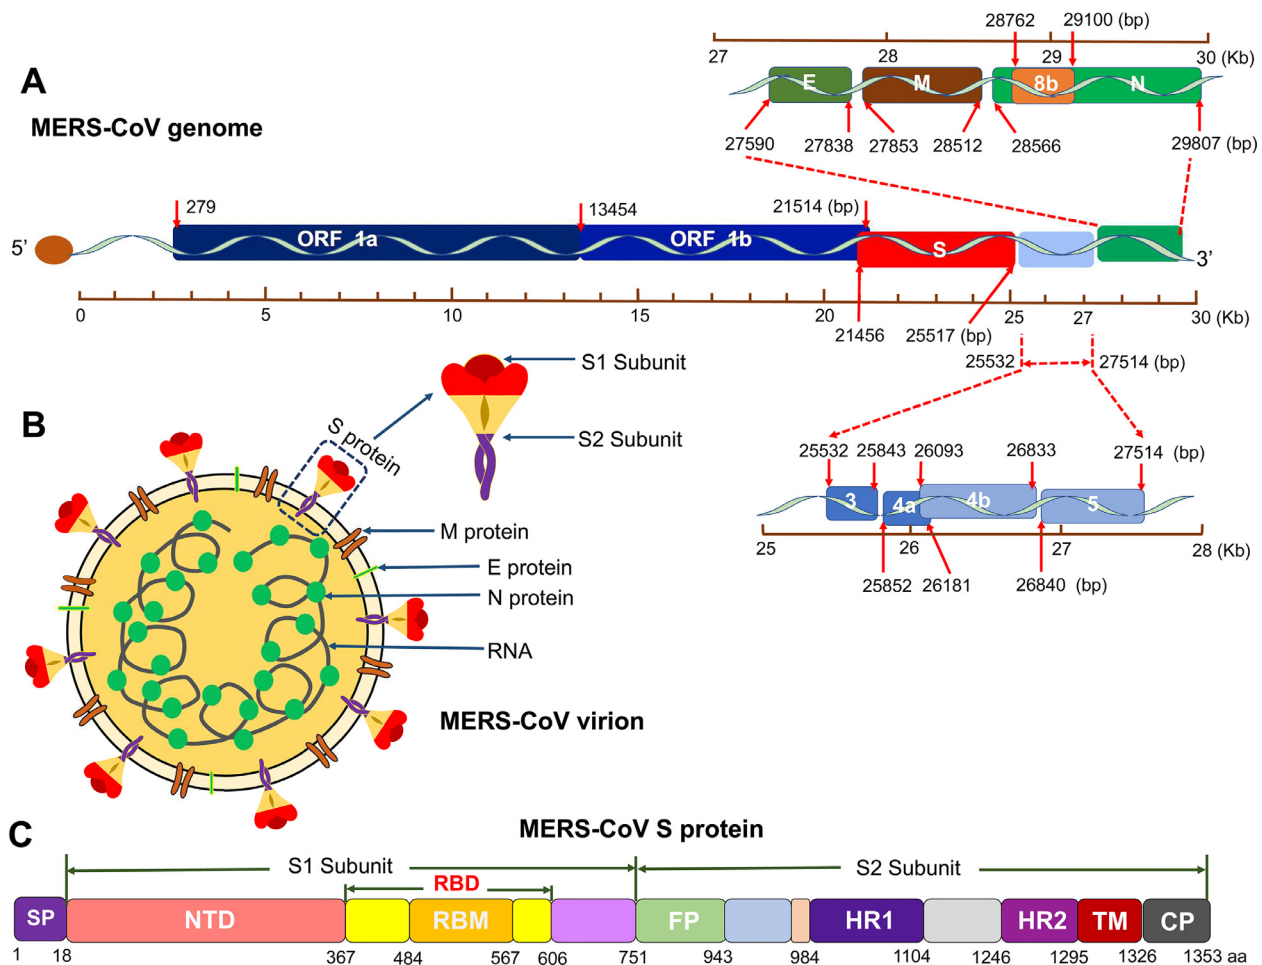 28762 29100 (bp)
27 28 29 30 (Kb)
A
E M 8b N
MERS-CoV genome
27590 27838 27853 28512 28566 29807 (bp)
279 13454 21514 (bp)
5’ ORF 1a ORF 1b S 3’
0 5 10 15 20 25 27 30 (Kb)
21456 25517 (bp)
25532 27514 (bp)
B
S1 Subunit
S protein
S2 Subunit
M protein
E protein
N protein
RNA
MERS-CoV virion
25532 25843 26093 26833 27514 (bp)
3 4a 4b 5
25 26 27 28 (Kb)
25852 26181 26840 (bp)
C
MERS-CoV S protein
S1 Subunit S2 Subunit
RBD
SP NTD RBM FP HR1 HR2 TM CP
1 18 367 484 567 606 751 943 984 1104 1246 1295 1326 1353 aa